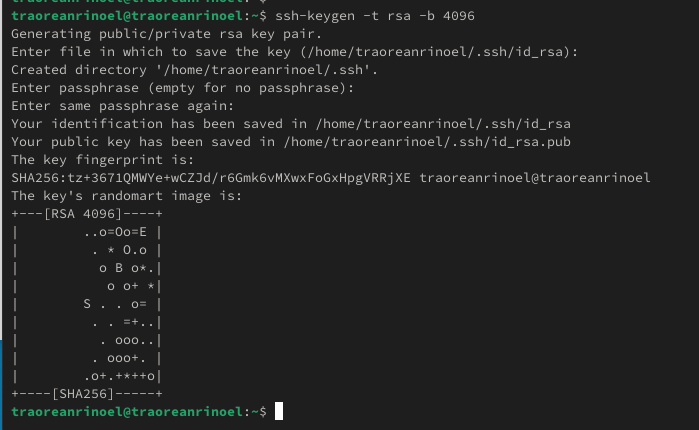 traoreanrinoel@traoreanrinoel:~$ ssh-keygen -t rsa -b 4096
Generating public/private rsa key pair.
Enter file in which to save the key (/home/traoreanrinoel/.ssh/id_rsa):
Created directory '/home/traoreanrinoel/.ssh'.
Enter passphrase (empty for no passphrase):
Enter same passphrase again:
Your identification has been saved in /home/traoreanrinoel/.ssh/id_rsa
Your public key has been saved in /home/traoreanrinoel/.ssh/id_rsa.pub
The key fingerprint is:
SHA256:tz+3671QMWYe+wCZJd/r6Gmk6vMXwxFoGxHpgVRRjXE traoreanrinoel@traoreanrinoel
The key's randomart image is:
+---[RSA 4096]----+
|        ..o=Oo=E |
|         . * O.o |
|          o B o*.|
|           o o+ *|
|        S . . o= |
|         . . =+..|
|          . ooo..|
|         . ooo+. |
|        .o+.+*++o|
+----[SHA256]-----+
traoreanrinoel@traoreanrinoel:~$